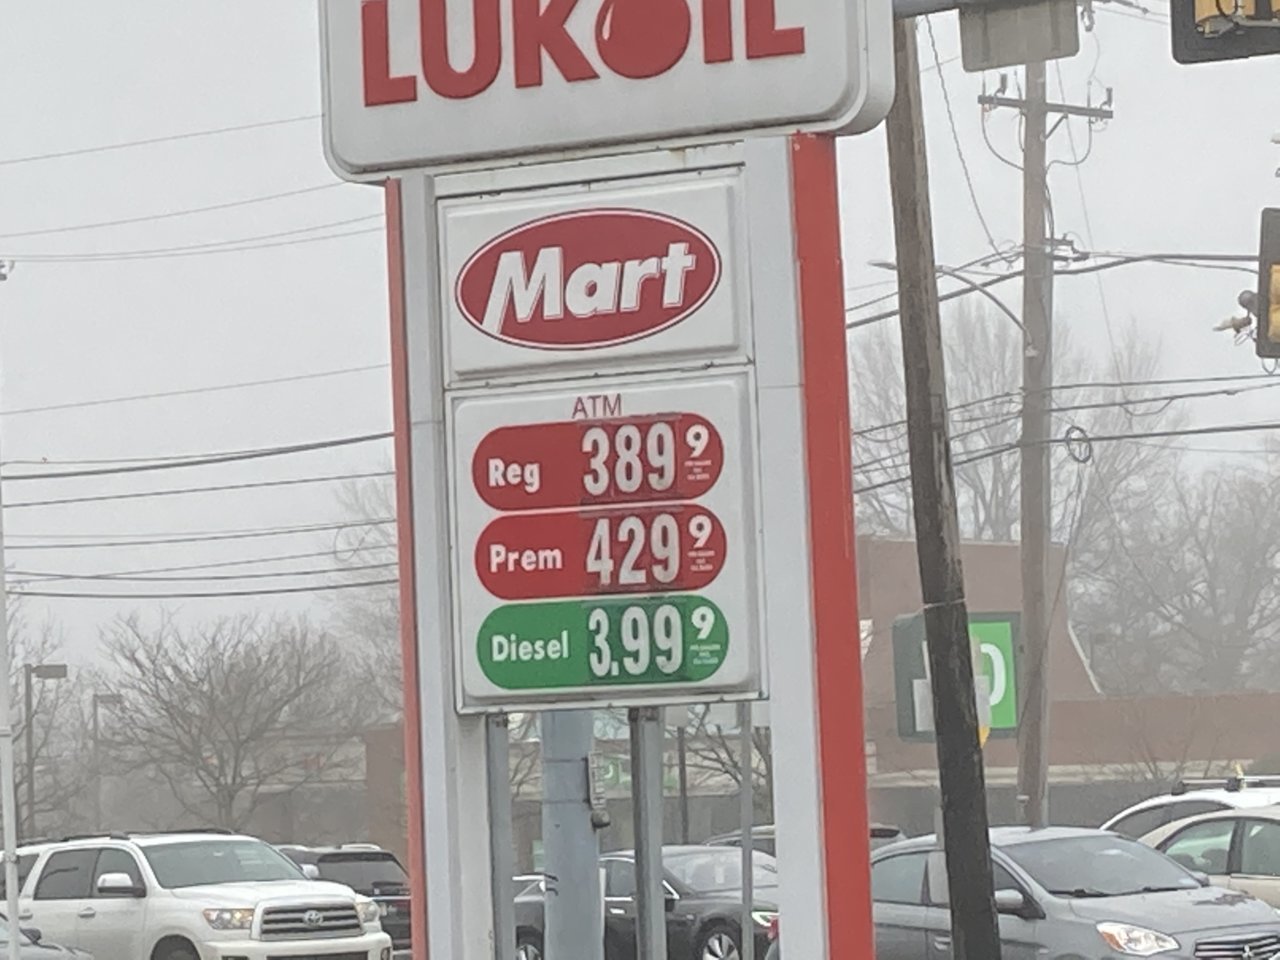 LUKOIL
Mart
ATM
Reg 389 9
Prem 429 9
Diesel 3.99 9